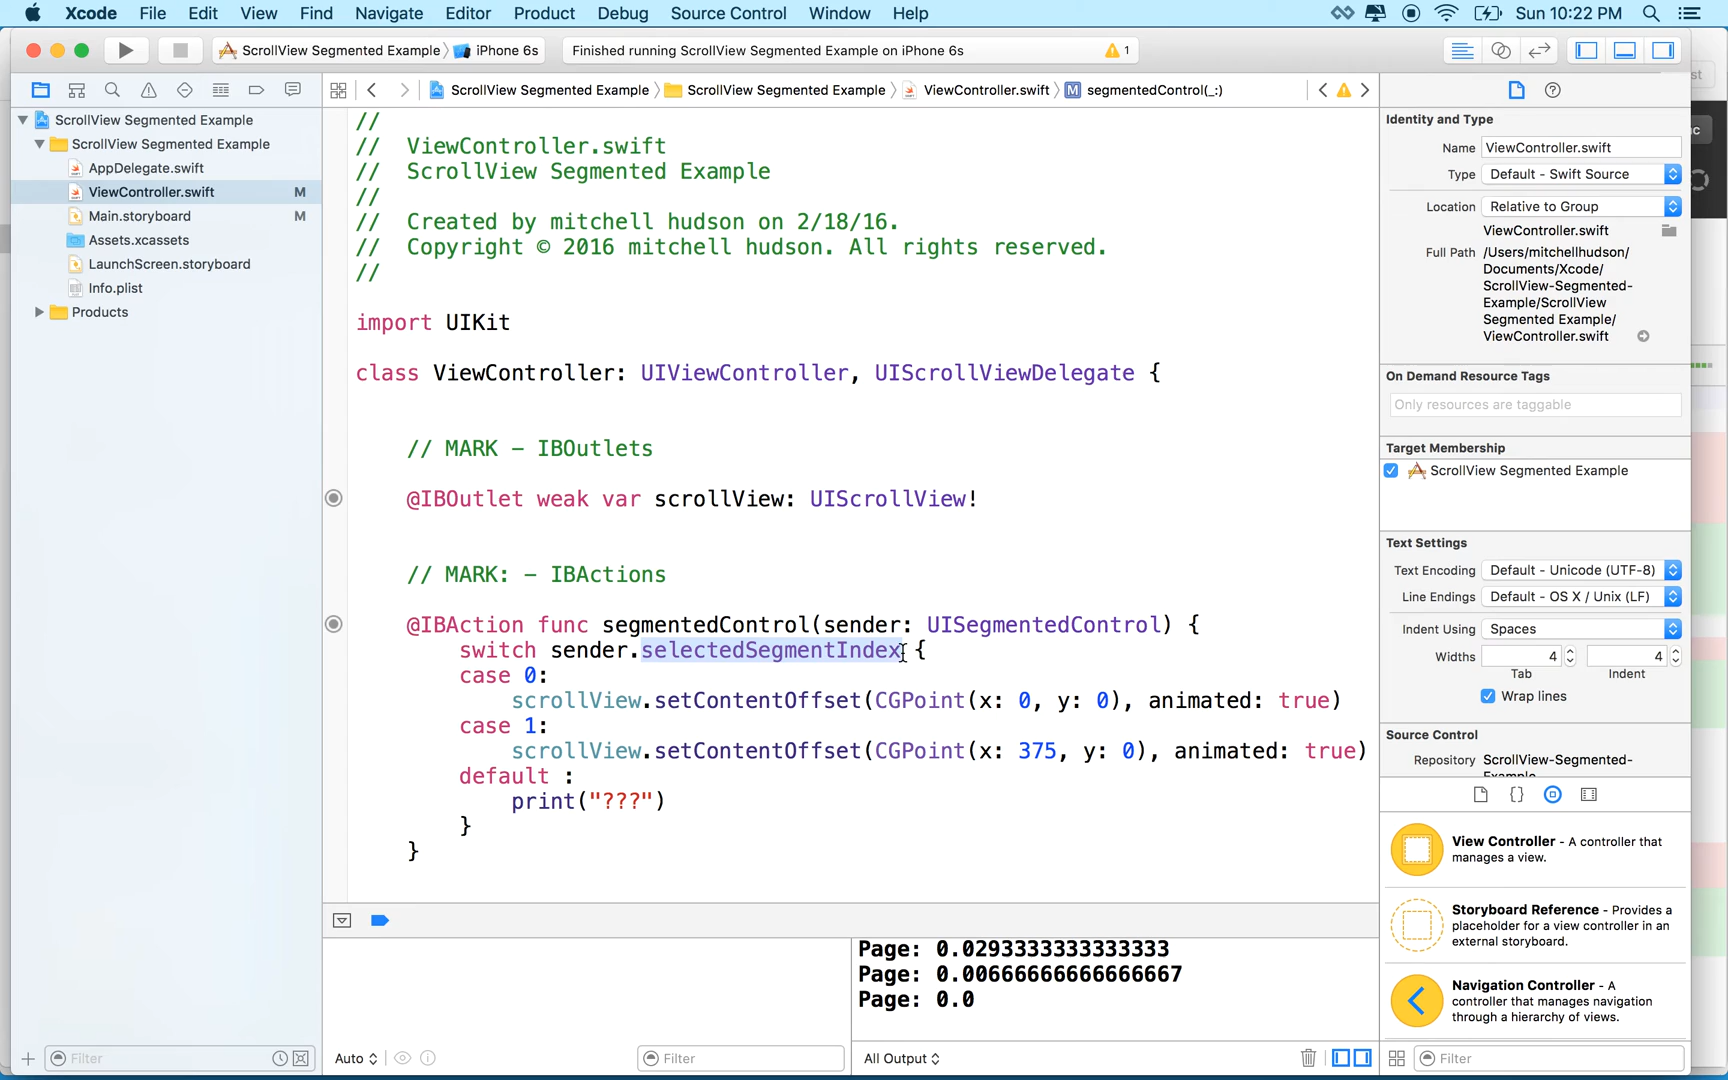 Xcode File Edit View Find Navigate Editor Product Debug Source Control Window Help
Sun 10:22 PM
ScrollView Segmented Example iPhone 6s
Finished running ScrollView Segmented Example on iPhone 6s
1
ScrollView Segmented Example
ScrollView Segmented Example
AppDelegate.swift
ViewController.swift M
Main.storyboard M
Assets.xcassets
LaunchScreen.storyboard
Info.plist
Products
Filter
ScrollView Segmented Example ScrollView Segmented Example ViewController.swift M segmentedControl(_:)
//
// ViewController.swift
// ScrollView Segmented Example
//
// Created by mitchell hudson on 2/18/16.
// Copyright © 2016 mitchell hudson. All rights reserved.
//
import UIKit
class ViewController: UIViewController, UIScrollViewDelegate {
// MARK - IBOutlets
@IBOutlet weak var scrollView: UIScrollView!
// MARK: - IBActions
@IBAction func segmentedControl(sender: UISegmentedControl) {
switch sender.selectedSegmentIndex {
case 0:
scrollView.setContentOffset(CGPoint(x: 0, y: 0), animated: true)
case 1:
scrollView.setContentOffset(CGPoint(x: 375, y: 0), animated: true)
default :
print("???")
}
}
Auto
Filter
Page: 0.0293333333333333
Page: 0.00666666666666667
Page: 0.0
All Output
Identity and Type
Name ViewController.swift
Type Default - Swift Source
Location Relative to Group
ViewController.swift
Full Path /Users/mitchellhudson/
Documents/Xcode/
ScrollView-Segmented-
Example/ScrollView
Segmented Example/
ViewController.swift
On Demand Resource Tags
Only resources are taggable
Target Membership
ScrollView Segmented Example
Text Settings
Text Encoding Default - Unicode (UTF-8)
Line Endings Default - OS X / Unix (LF)
Indent Using Spaces
Widths 4 4
Tab Indent
Wrap lines
Source Control
Repository ScrollView-Segmented-
Example
{}
View Controller - A controller that
manages a view.
Storyboard Reference - Provides a
placeholder for a view controller in an
external storyboard.
Navigation Controller - A
controller that manages navigation
through a hierarchy of views.
Filter